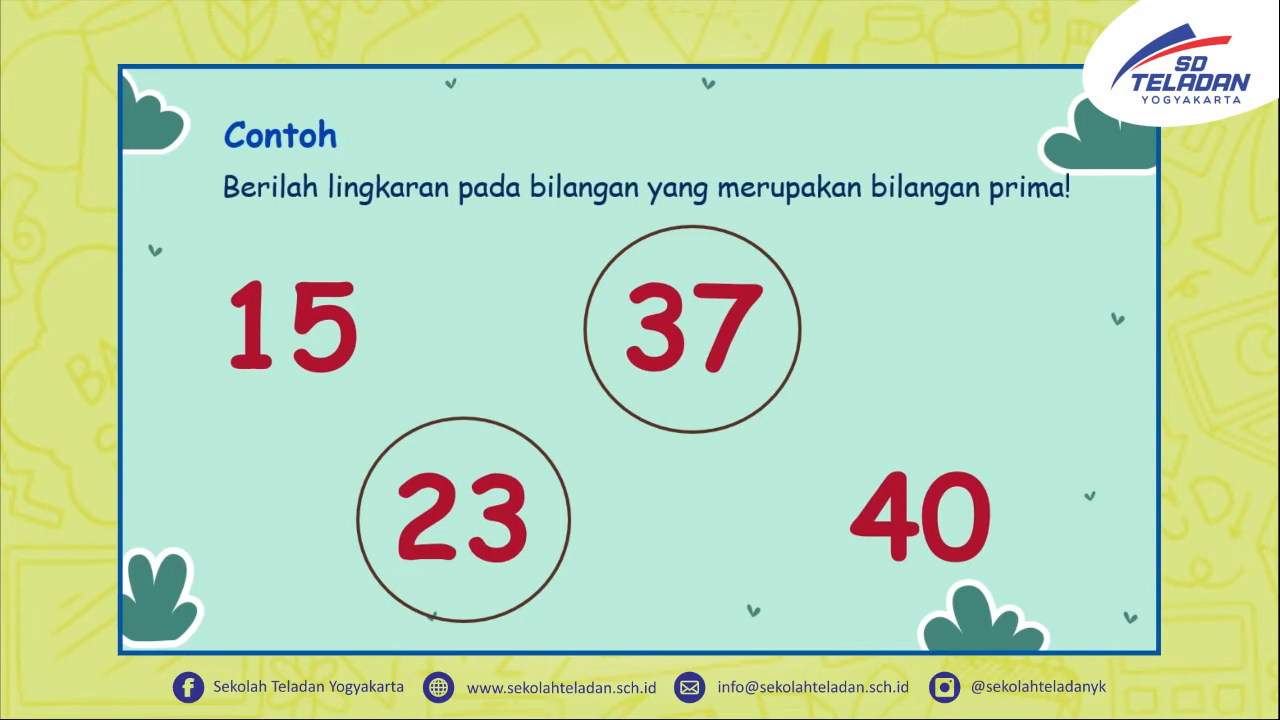 SD
TELADAN
YOGYAKARTA
Contoh
Berilah lingkaran pada bilangan yang merupakan bilangan prima!
15
37
23
40
Sekolah Teladan Yogyakarta
www.sekolahteladan.sch.id
info@sekolahteladan.sch.id
@sekolahteladanyk